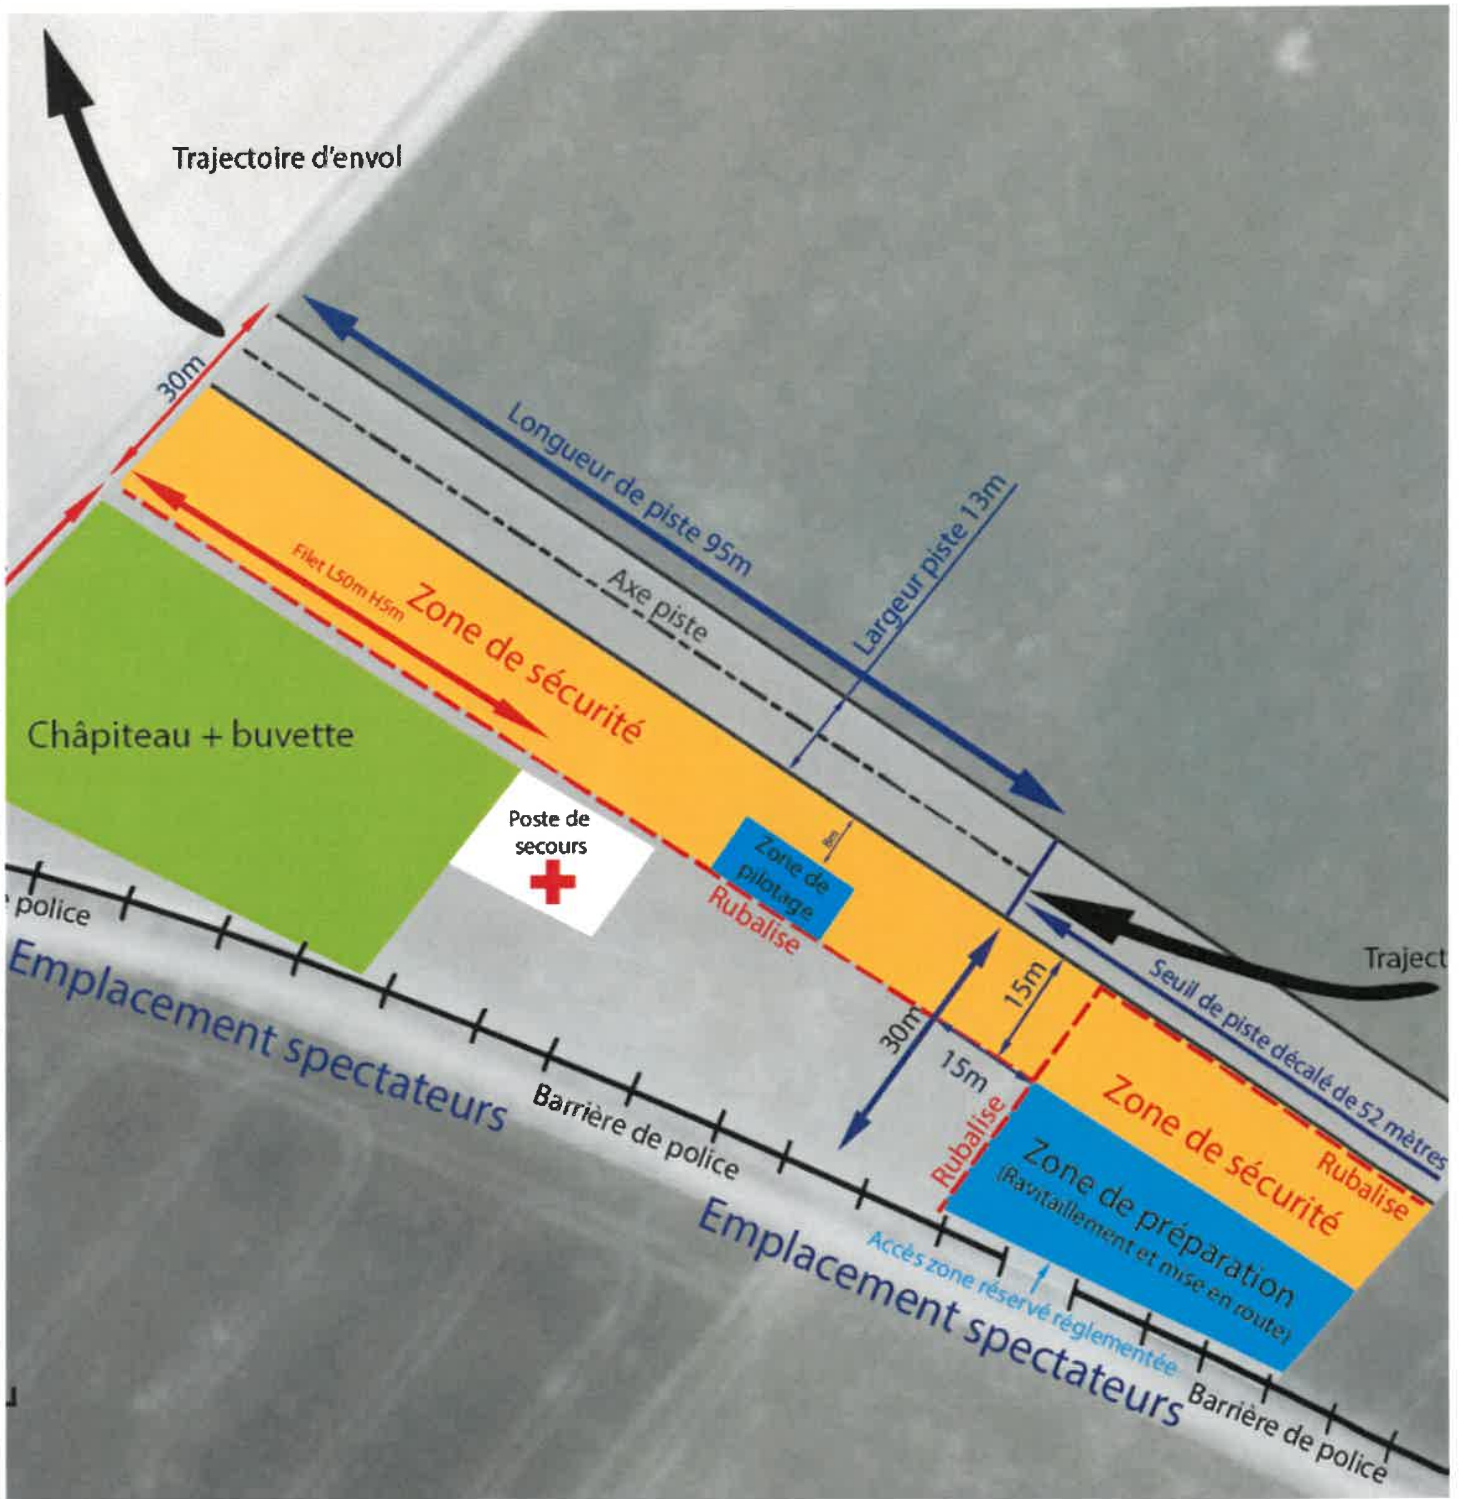 Trajectoire d'envol
30m
Longueur de piste 95m
Largeur piste 13m
Axe piste
Filet L50m H5m
Zone de sécurité
Châpiteau + buvette
Poste de
secours
8m
Zone de
pilotage
Rubalise
police
Emplacement spectateurs
Barrière de police
30m
15m
15m
Traject
Seuil de piste décalé de 52 mètres
Rubalise
Zone de sécurité
Rubalise
Zone de préparation
(Ravitaillement et mise en route)
Accès zone réservé réglementée
Emplacement spectateurs
Barrière de police